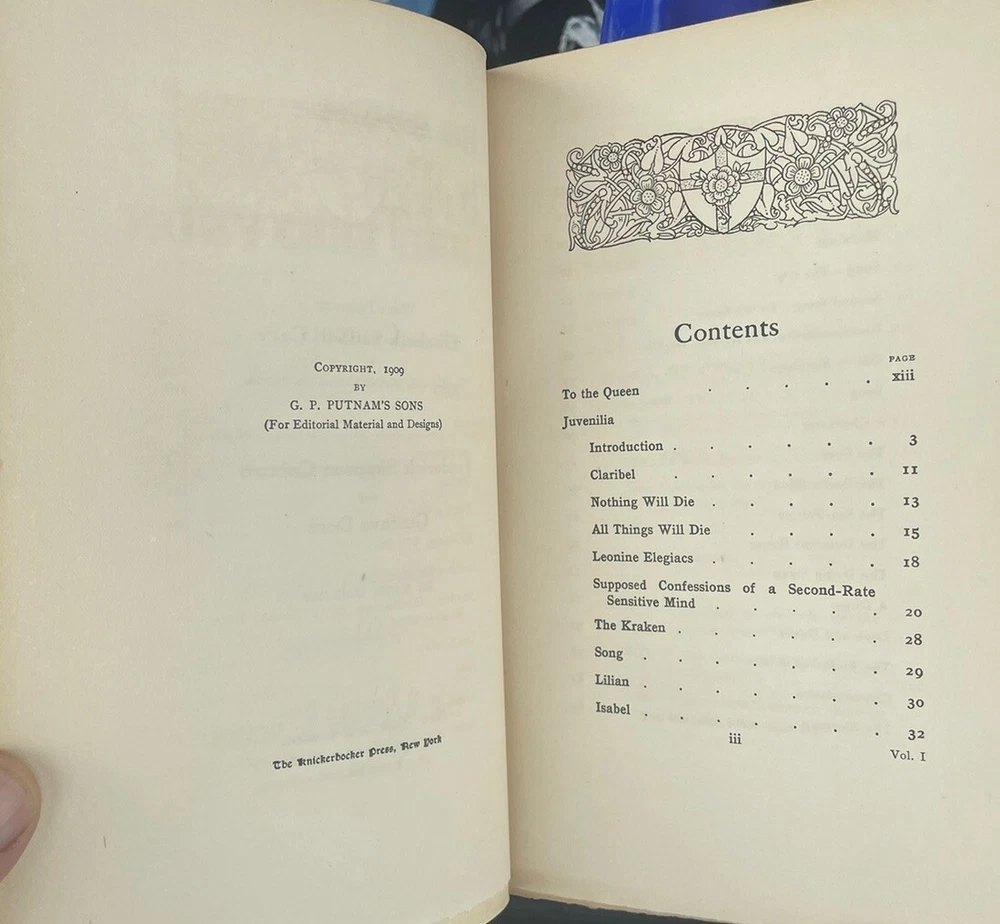 COPYRIGHT, 1909
BY
G. P. PUTNAM'S SONS
(For Editorial Material and Designs)
The Knickerbocker Press, New York
Contents
PAGE
To the Queen . . . . . xiii
Juvenilia
Introduction . . . . . . 3
Claribel . . . . . . 11
Nothing Will Die . . . . . 13
All Things Will Die . . . . 15
Leonine Elegiacs . . . . . 18
Supposed Confessions of a Second-Rate
Sensitive Mind . . . . . 20
The Kraken . . . . . . 28
Song . . . . . . . 29
Lilian . . . . . . . 30
Isabel . . . . . . . 32
iii
Vol. I